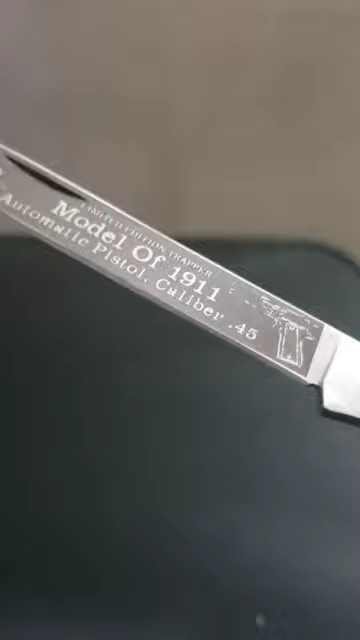 LIMITED EDITION TRAPPER
Model Of 1911
Automatic Pistol, Caliber .45